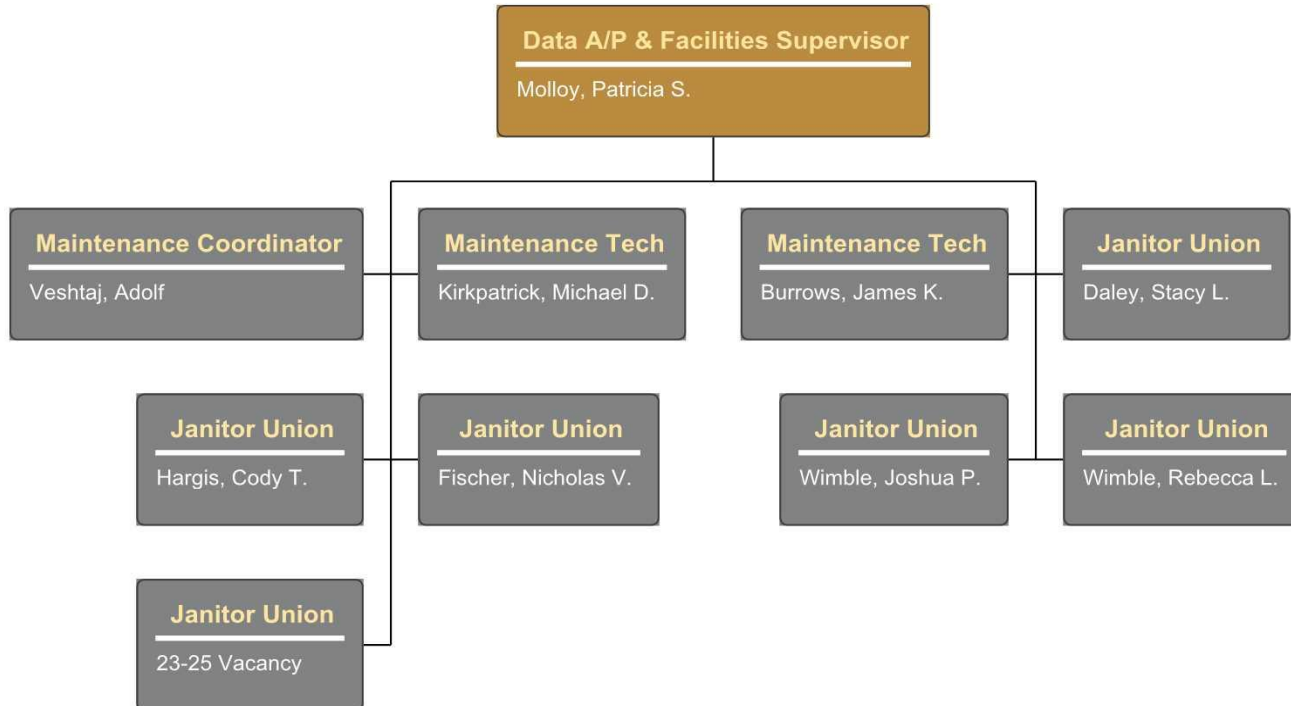 Data A/P & Facilities Supervisor
Molloy, Patricia S.
Maintenance Coordinator
Veshtaj, Adolf
Maintenance Tech
Kirkpatrick, Michael D.
Maintenance Tech
Burrows, James K.
Janitor Union
Daley, Stacy L.
Janitor Union
Hargis, Cody T.
Janitor Union
Fischer, Nicholas V.
Janitor Union
Wimble, Joshua P.
Janitor Union
Wimble, Rebecca L.
Janitor Union
23-25 Vacancy